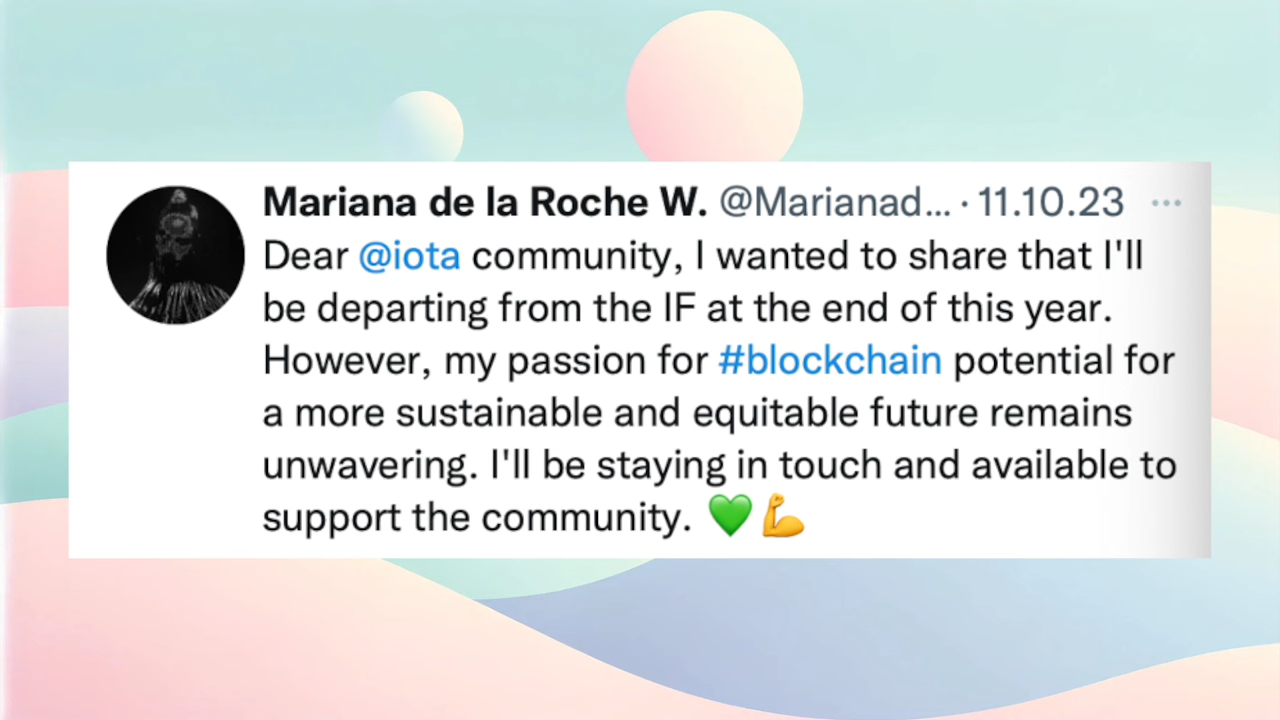 Mariana de la Roche W. @Marianad... · 11.10.23 ...
Dear @iota community, I wanted to share that I'll
be departing from the IF at the end of this year.
However, my passion for #blockchain potential for
a more sustainable and equitable future remains
unwavering. I'll be staying in touch and available to
support the community. 💚💪